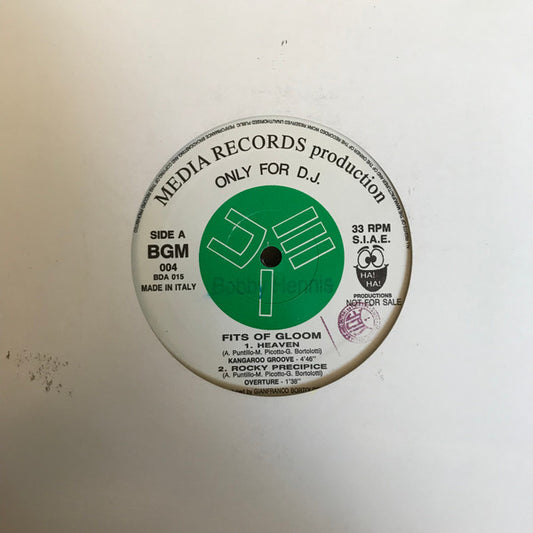 MEDIA RECORDS production
ONLY FOR D.J.
SIDE A
BGM
004
BDA 015
MADE IN ITALY
33 RPM
S.I.A.E.
HA!
HA!
PRODUCTIONS
NOT FOR SALE
Bobby Hennis
FITS OF GLOOM
1. HEAVEN
(A. Puntillo-M. Picotto-G. Bortolotti)
KANGAROO GROOVE - 4'46"
2. ROCKY PRECIPICE
(A. Puntillo-M. Picotto-G. Bortolotti)
OVERTURE - 1'38"
by GIANFRANCO